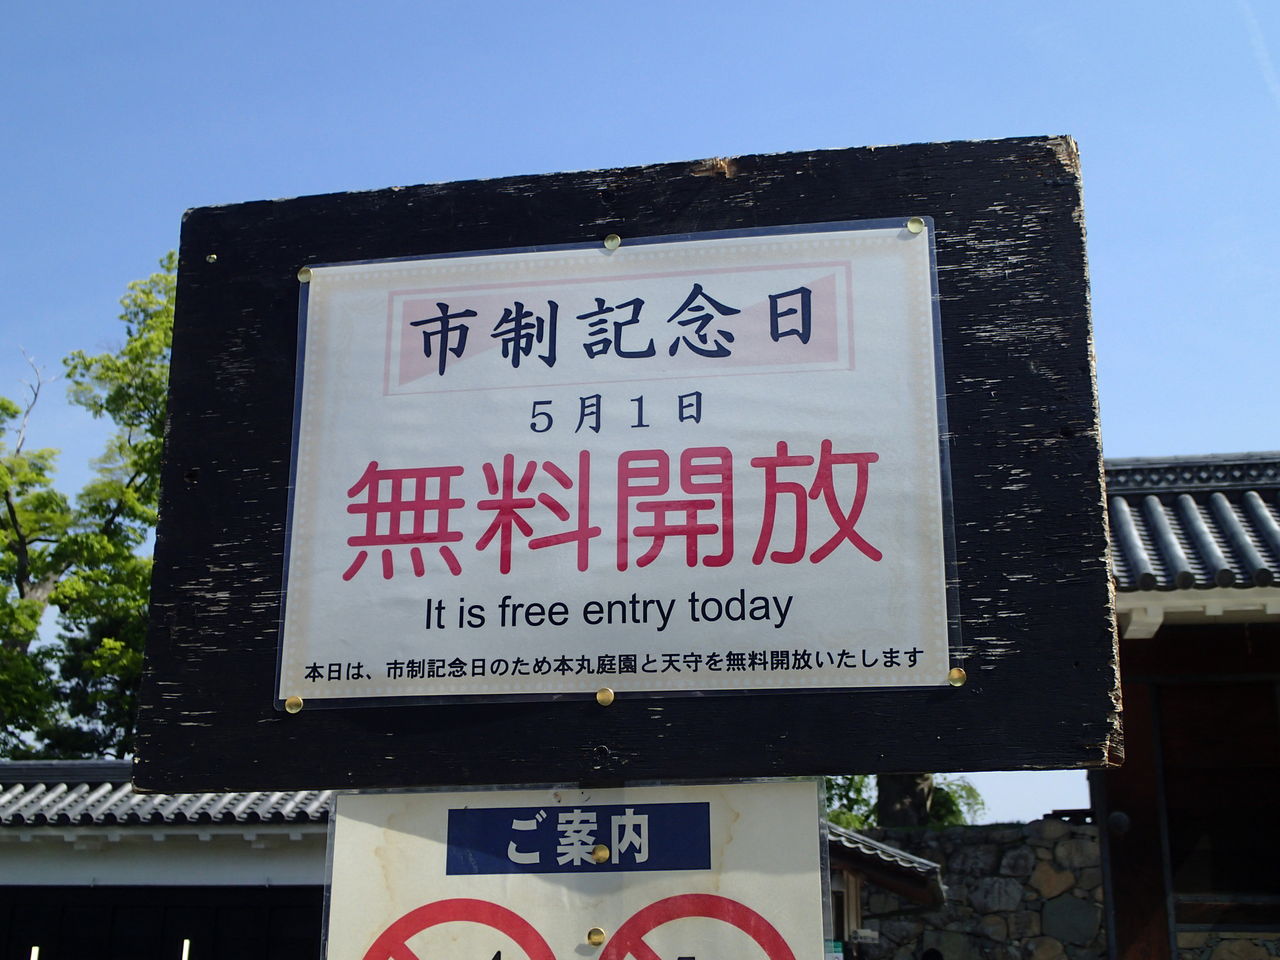 市制記念日
5月1日
無料開放
It is free entry today
本日は、市制記念日のため本丸庭園と天守を無料開放いたします
ご案内